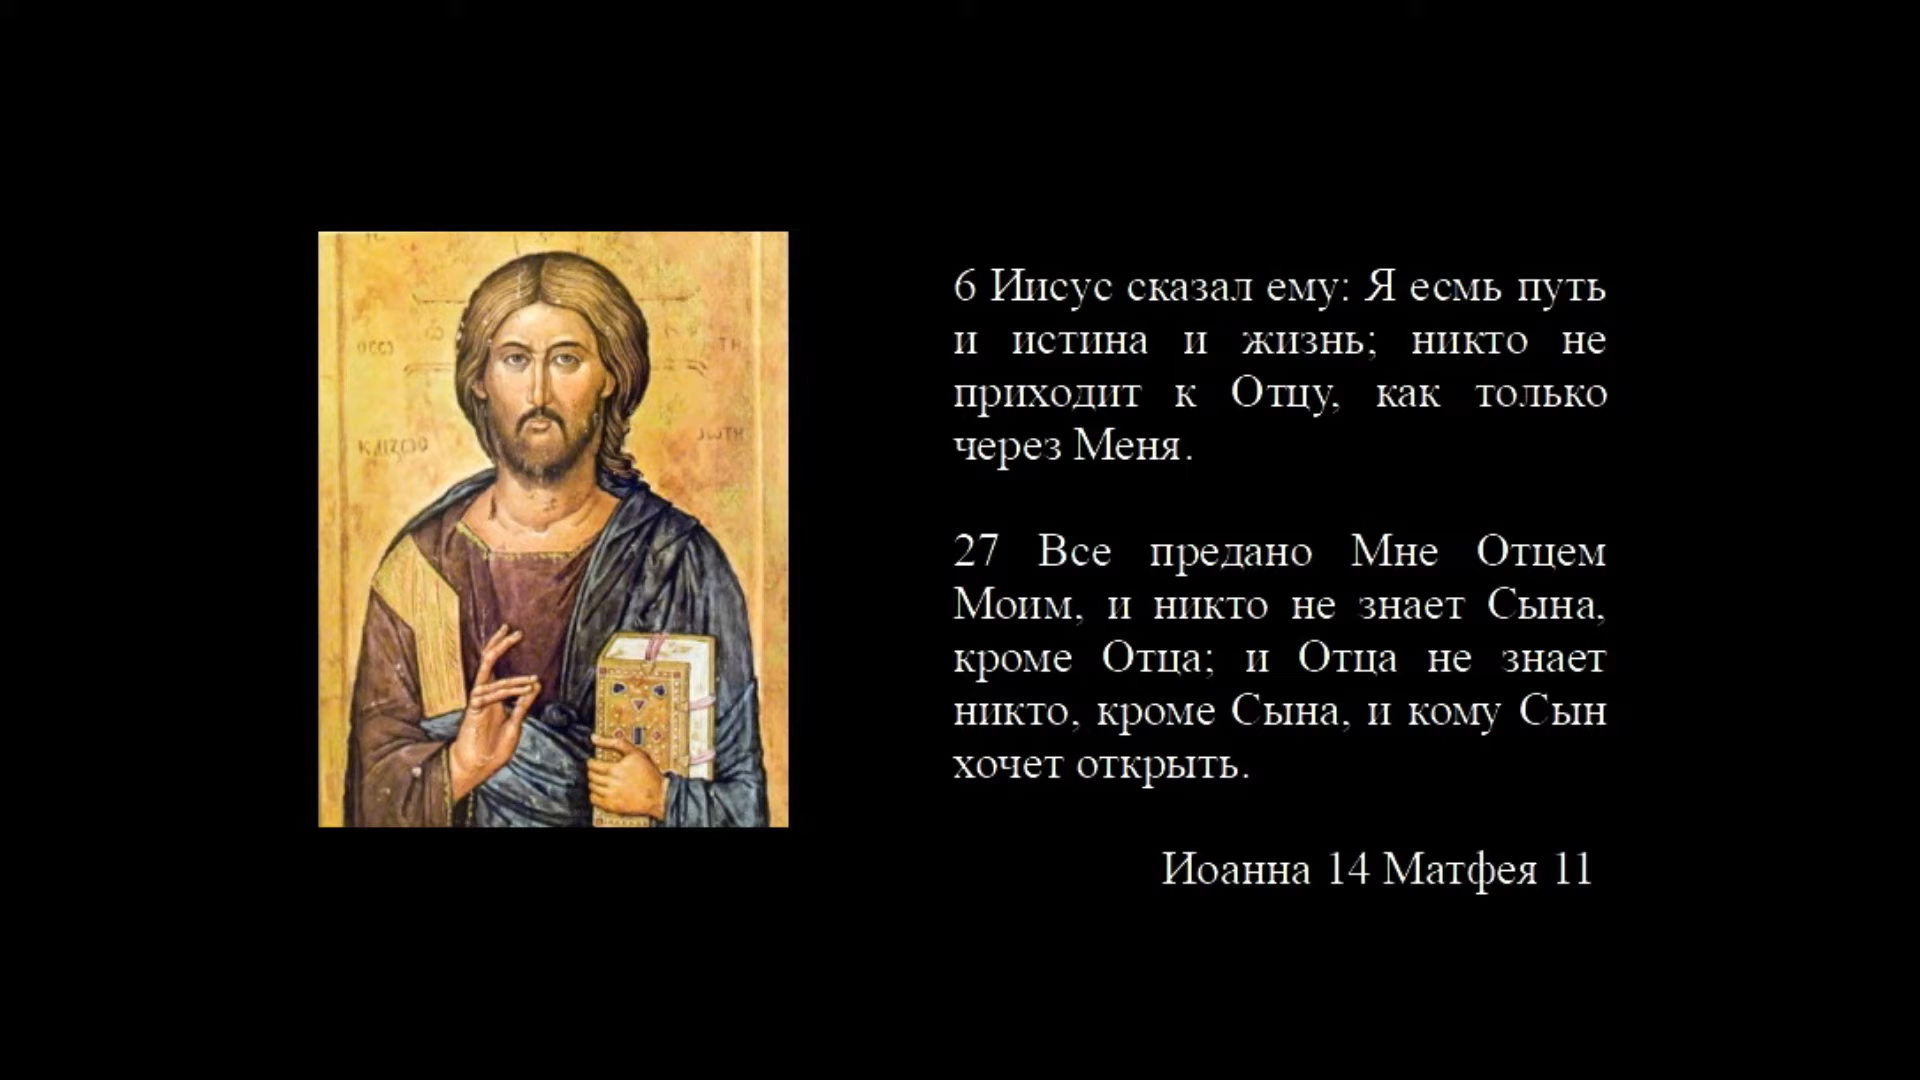 6 Иисус сказал ему: Я есмь путь
и истина и жизнь; никто не
приходит к Отцу, как только
через Меня.
27 Все предано Мне Отцем
Моим, и никто не знает Сына,
кроме Отца; и Отца не знает
никто, кроме Сына, и кому Сын
хочет открыть.
Иоанна 14 Матфея 11